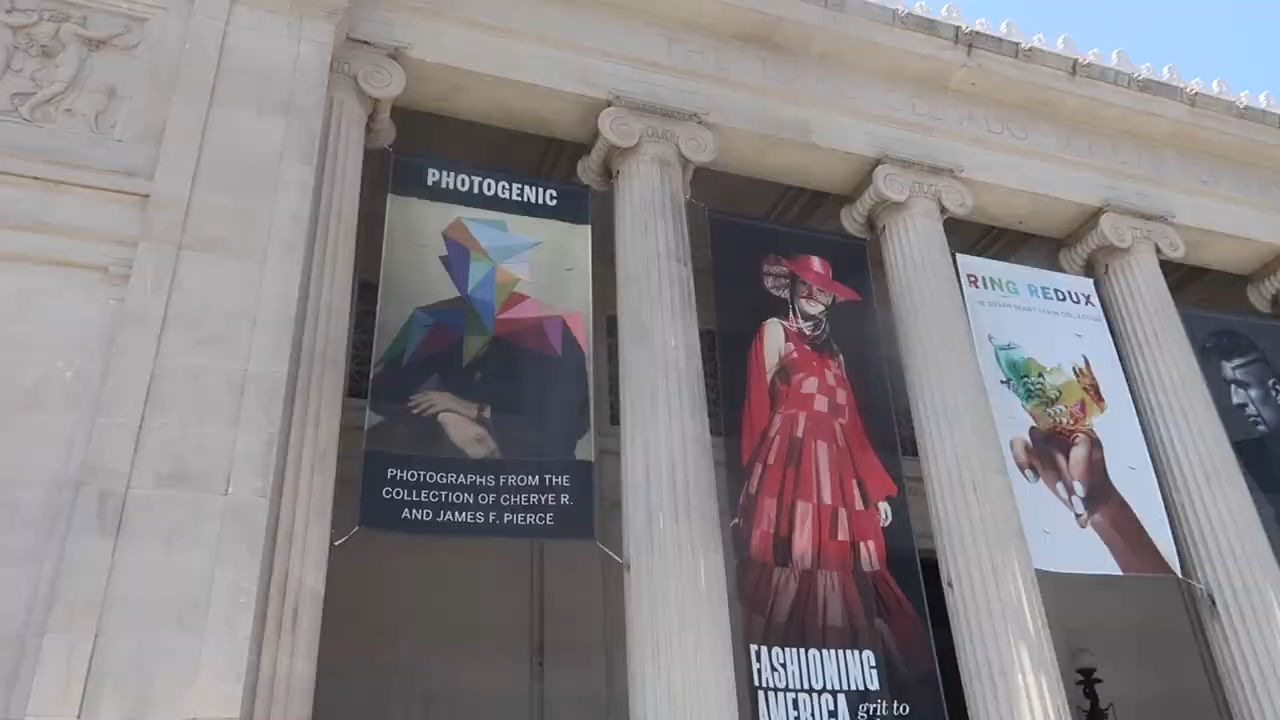 PHOTOGENIC
PHOTOGRAPHS FROM THE
COLLECTION OF CHERYE R.
AND JAMES F. PIERCE
FASHIONING
AMERICA grit to
RING REDUX